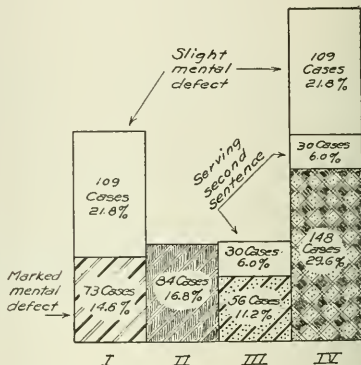 Slight
mental
defect
109
Cases
21.8%
30 Cases
6.0%
109
Cases
21.8%
Serving
second
sentence
148
Cases
29.6%
Marked
mental
defect
73 Cases
14.6%
84 Cases
16.8%
30 Cases
6.0%
56 Cases
11.2%
I II III IV